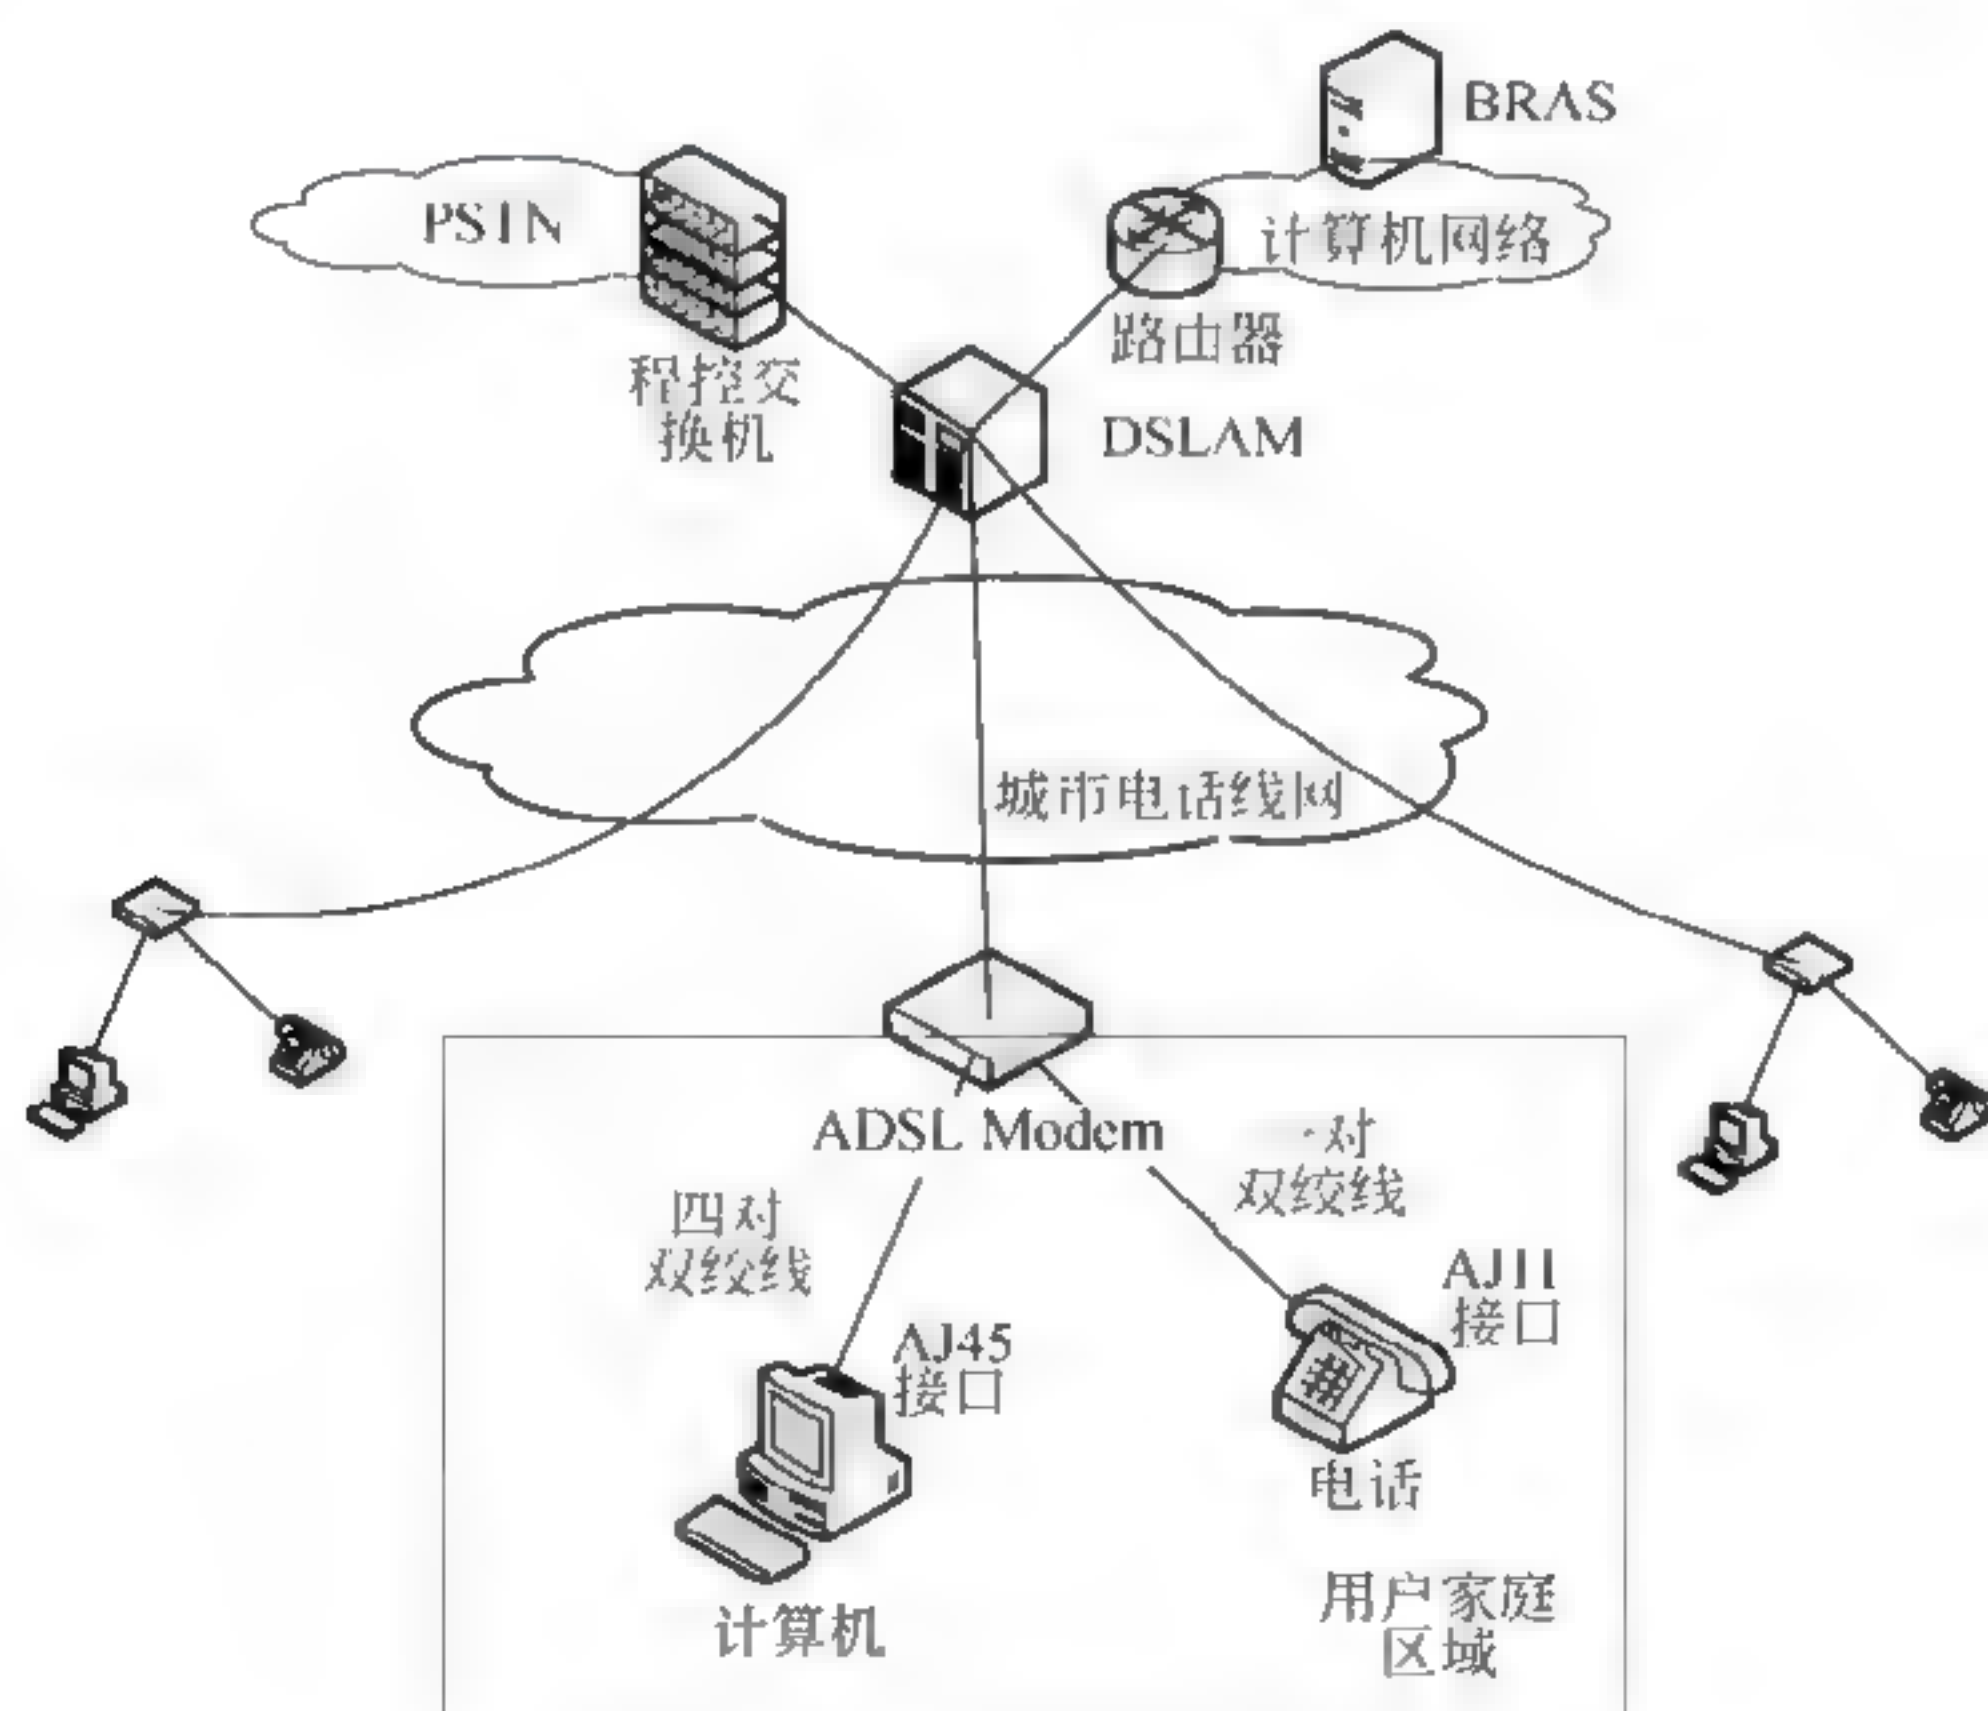 BRAS
PSTN
计算机网络
路由器
程控交
换机
DSLAM
城市电话线网
ADSL Modem
一对
双绞线
四对
双绞线
AJ11
接口
AJ45
接口
电话
计算机
用户家庭
区域